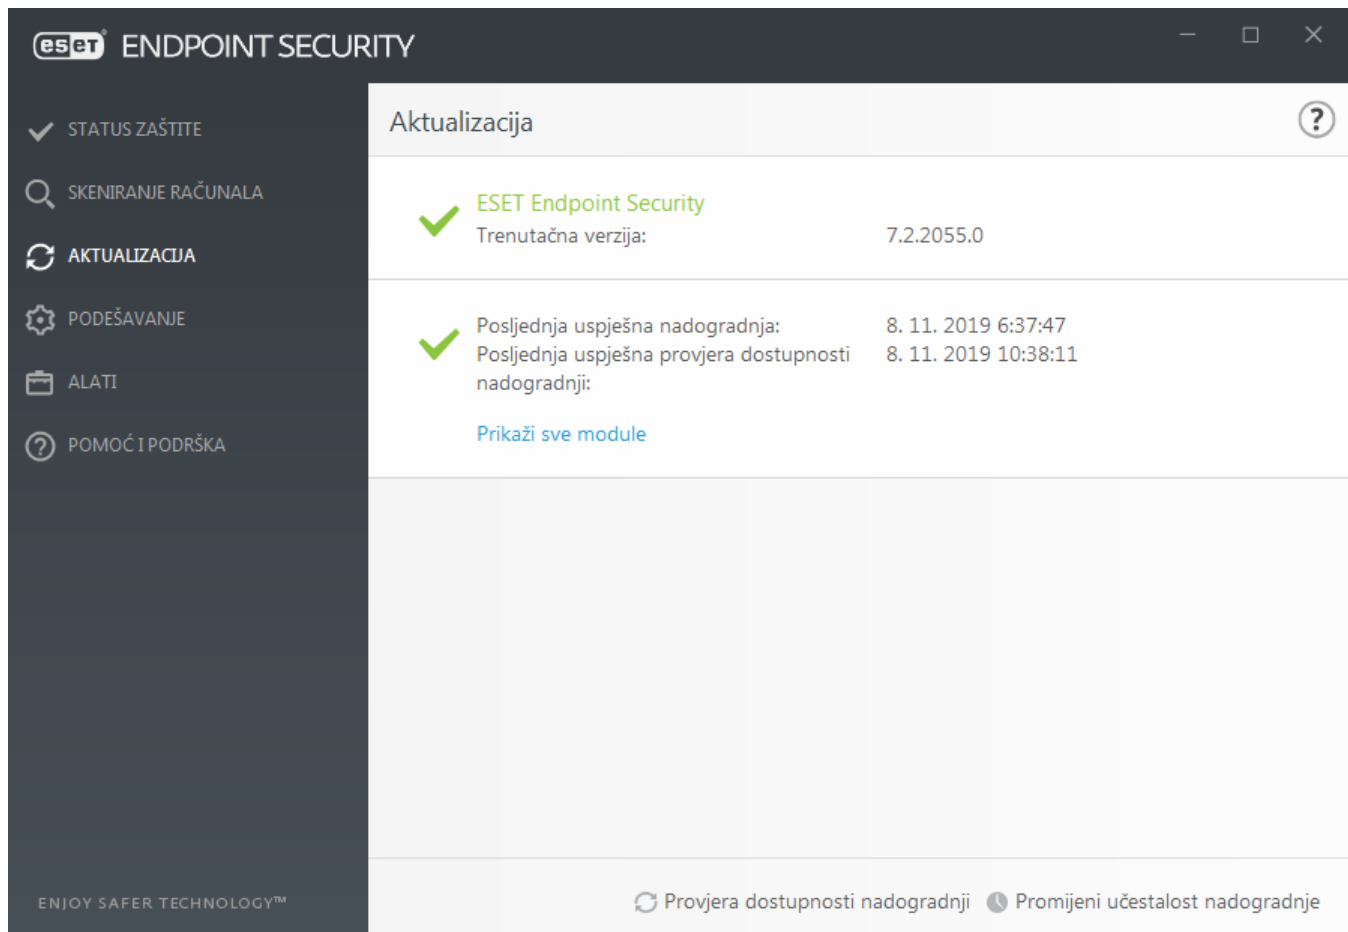 eset ENDPOINT SECURITY
STATUS ZAŠTITE
SKENIRANJE RAČUNALA
AKTUALIZACIJA
PODEŠAVANJE
ALATI
POMOĆ I PODRŠKA
ENJOY SAFER TECHNOLOGY™
Aktualizacija
?
ESET Endpoint Security
Trenutačna verzija: 7.2.2055.0
Posljednja uspješna nadogradnja: 8. 11. 2019 6:37:47
Posljednja uspješna provjera dostupnosti 8. 11. 2019 10:38:11
nadogradnji:
Prikaži sve module
Provjera dostupnosti nadogradnji Promijeni učestalost nadogradnje